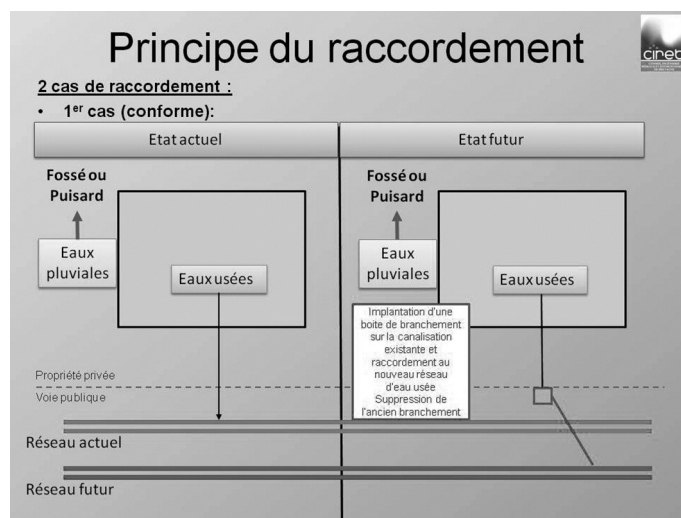 Principe du raccordement
cireb
2 cas de raccordement :
• 1er cas (conforme):
Etat actuel
Etat futur
Fossé ou
Puisard
Eaux
pluviales
Eaux usées
Fossé ou
Puisard
Eaux
pluviales
Eaux usées
Implantation d'une
boite de branchement
sur la canalisation
existante et
raccordement au
nouveau réseau
d'eau usée
Suppression de
l'ancien branchement
Propriété privée
Voie publique
Réseau actuel
Réseau futur